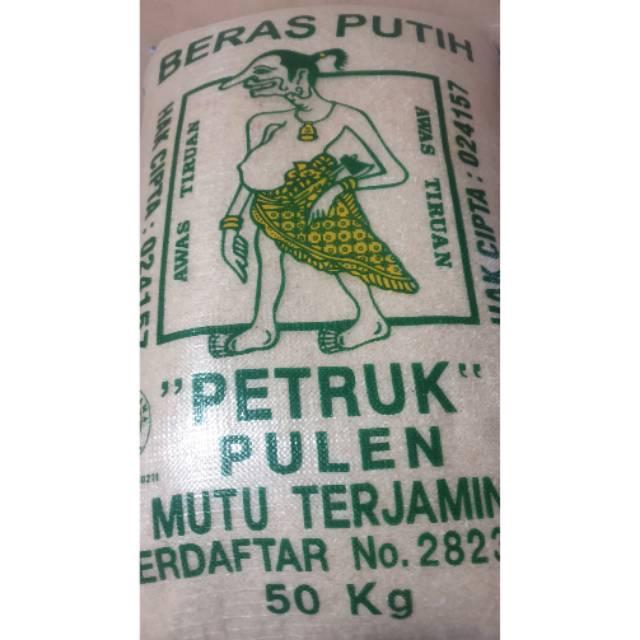 BERAS PUTIH
HAK CIPTA : 024157
AWAS TIRUAN
AWAS TIRUAN
HAK CIPTA : 024157
"PETRUK"
PULEN
MUTU TERJAMIN
ERDAFTAR No. 2823
50 Kg